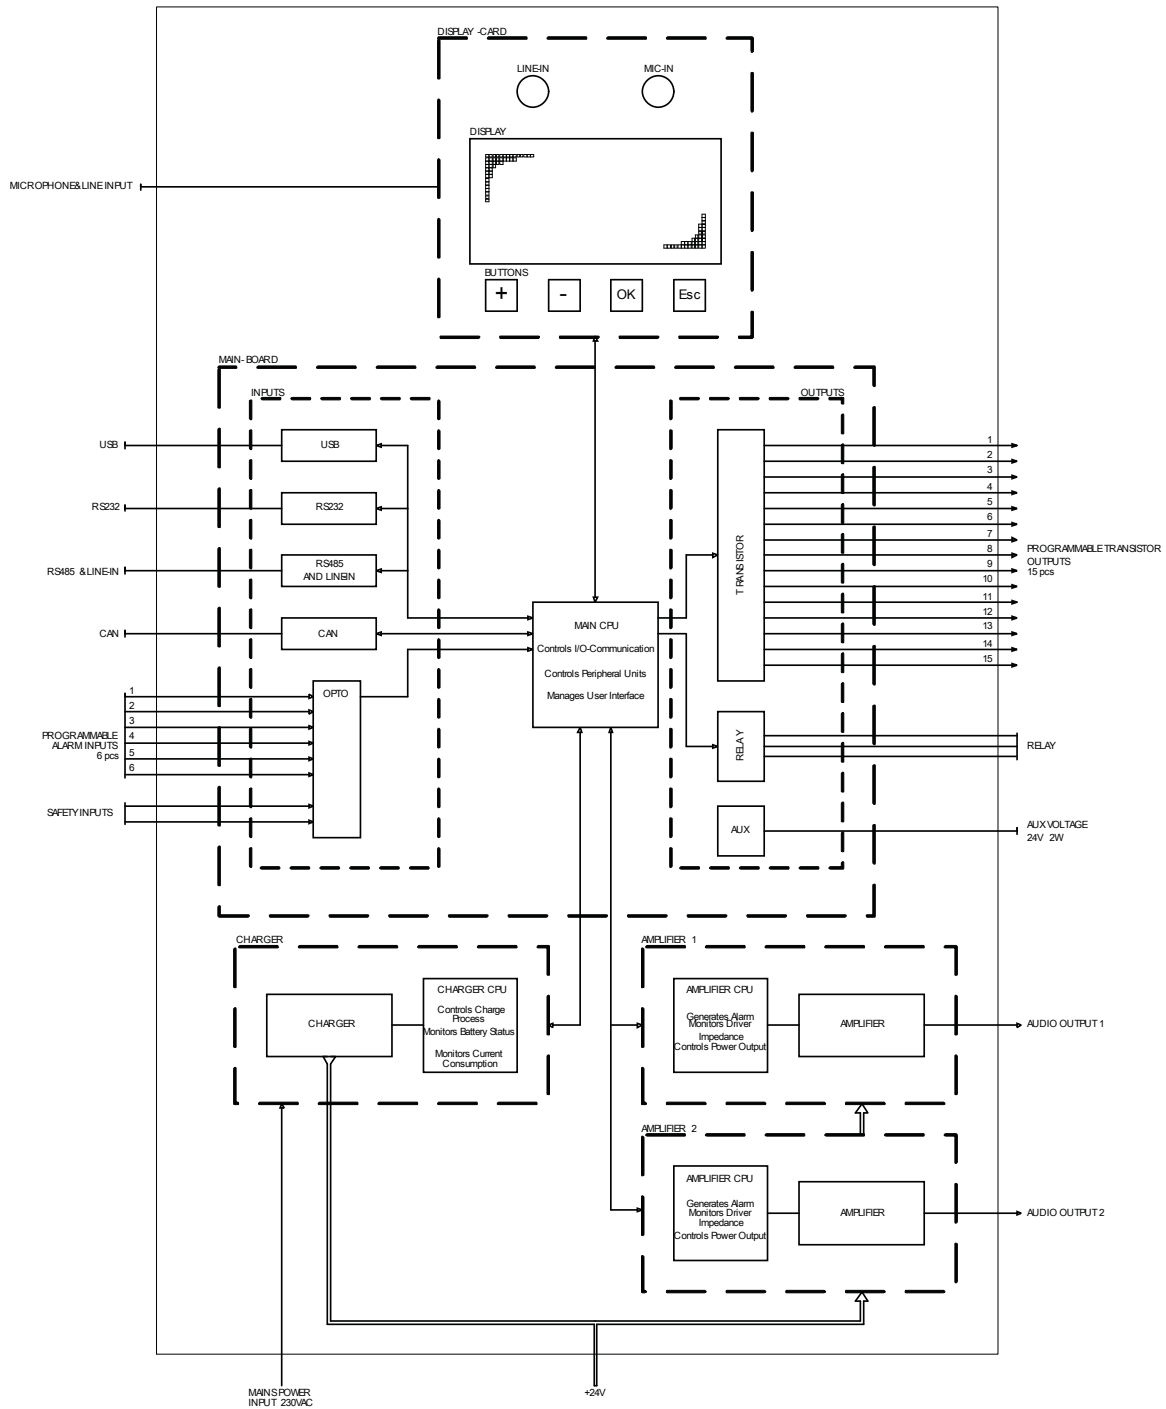 DISPLAY -CARD
LINE-IN
MIC-IN
DISPLAY
MICROPHONE&LINE INPUT
BUTTONS
+
-
OK
Esc
MAIN-BOARD
INPUTS
OUTPUTS
USB
USB
RS232
RS232
RS485 & LINE-IN
RS485
AND LINEIN
CAN
CAN
OPTO
1
2
3
4
5
6
PROGRAMMABLE
ALARM INPUTS
6 pcs
SAFETY INPUTS
MAIN CPU
Controls I/O-Communication
Controls Peripheral Units
Manages User Interface
TRANSISTOR
1
2
3
4
5
6
7
8
9
10
11
12
13
14
15
PROGRAMMABLE TRANSISTOR
OUTPUTS
15 pcs
RELAY
RELAY
AUX
AUX VOLTAGE
24V 2W
CHARGER
CHARGER
CHARGER CPU
Controls Charge
Process
Monitors Battery Status
Monitors Current
Consumption
AMPLIFIER 1
AMPLIFIER CPU
Generates Alarm
Monitors Driver
Impedance
Controls Power Output
AMPLIFIER
AUDIO OUTPUT 1
AMPLIFIER 2
AMPLIFIER CPU
Generates Alarm
Monitors Driver
Impedance
Controls Power Output
AMPLIFIER
AUDIO OUTPUT 2
MAINS POWER
INPUT 230VAC
+24V